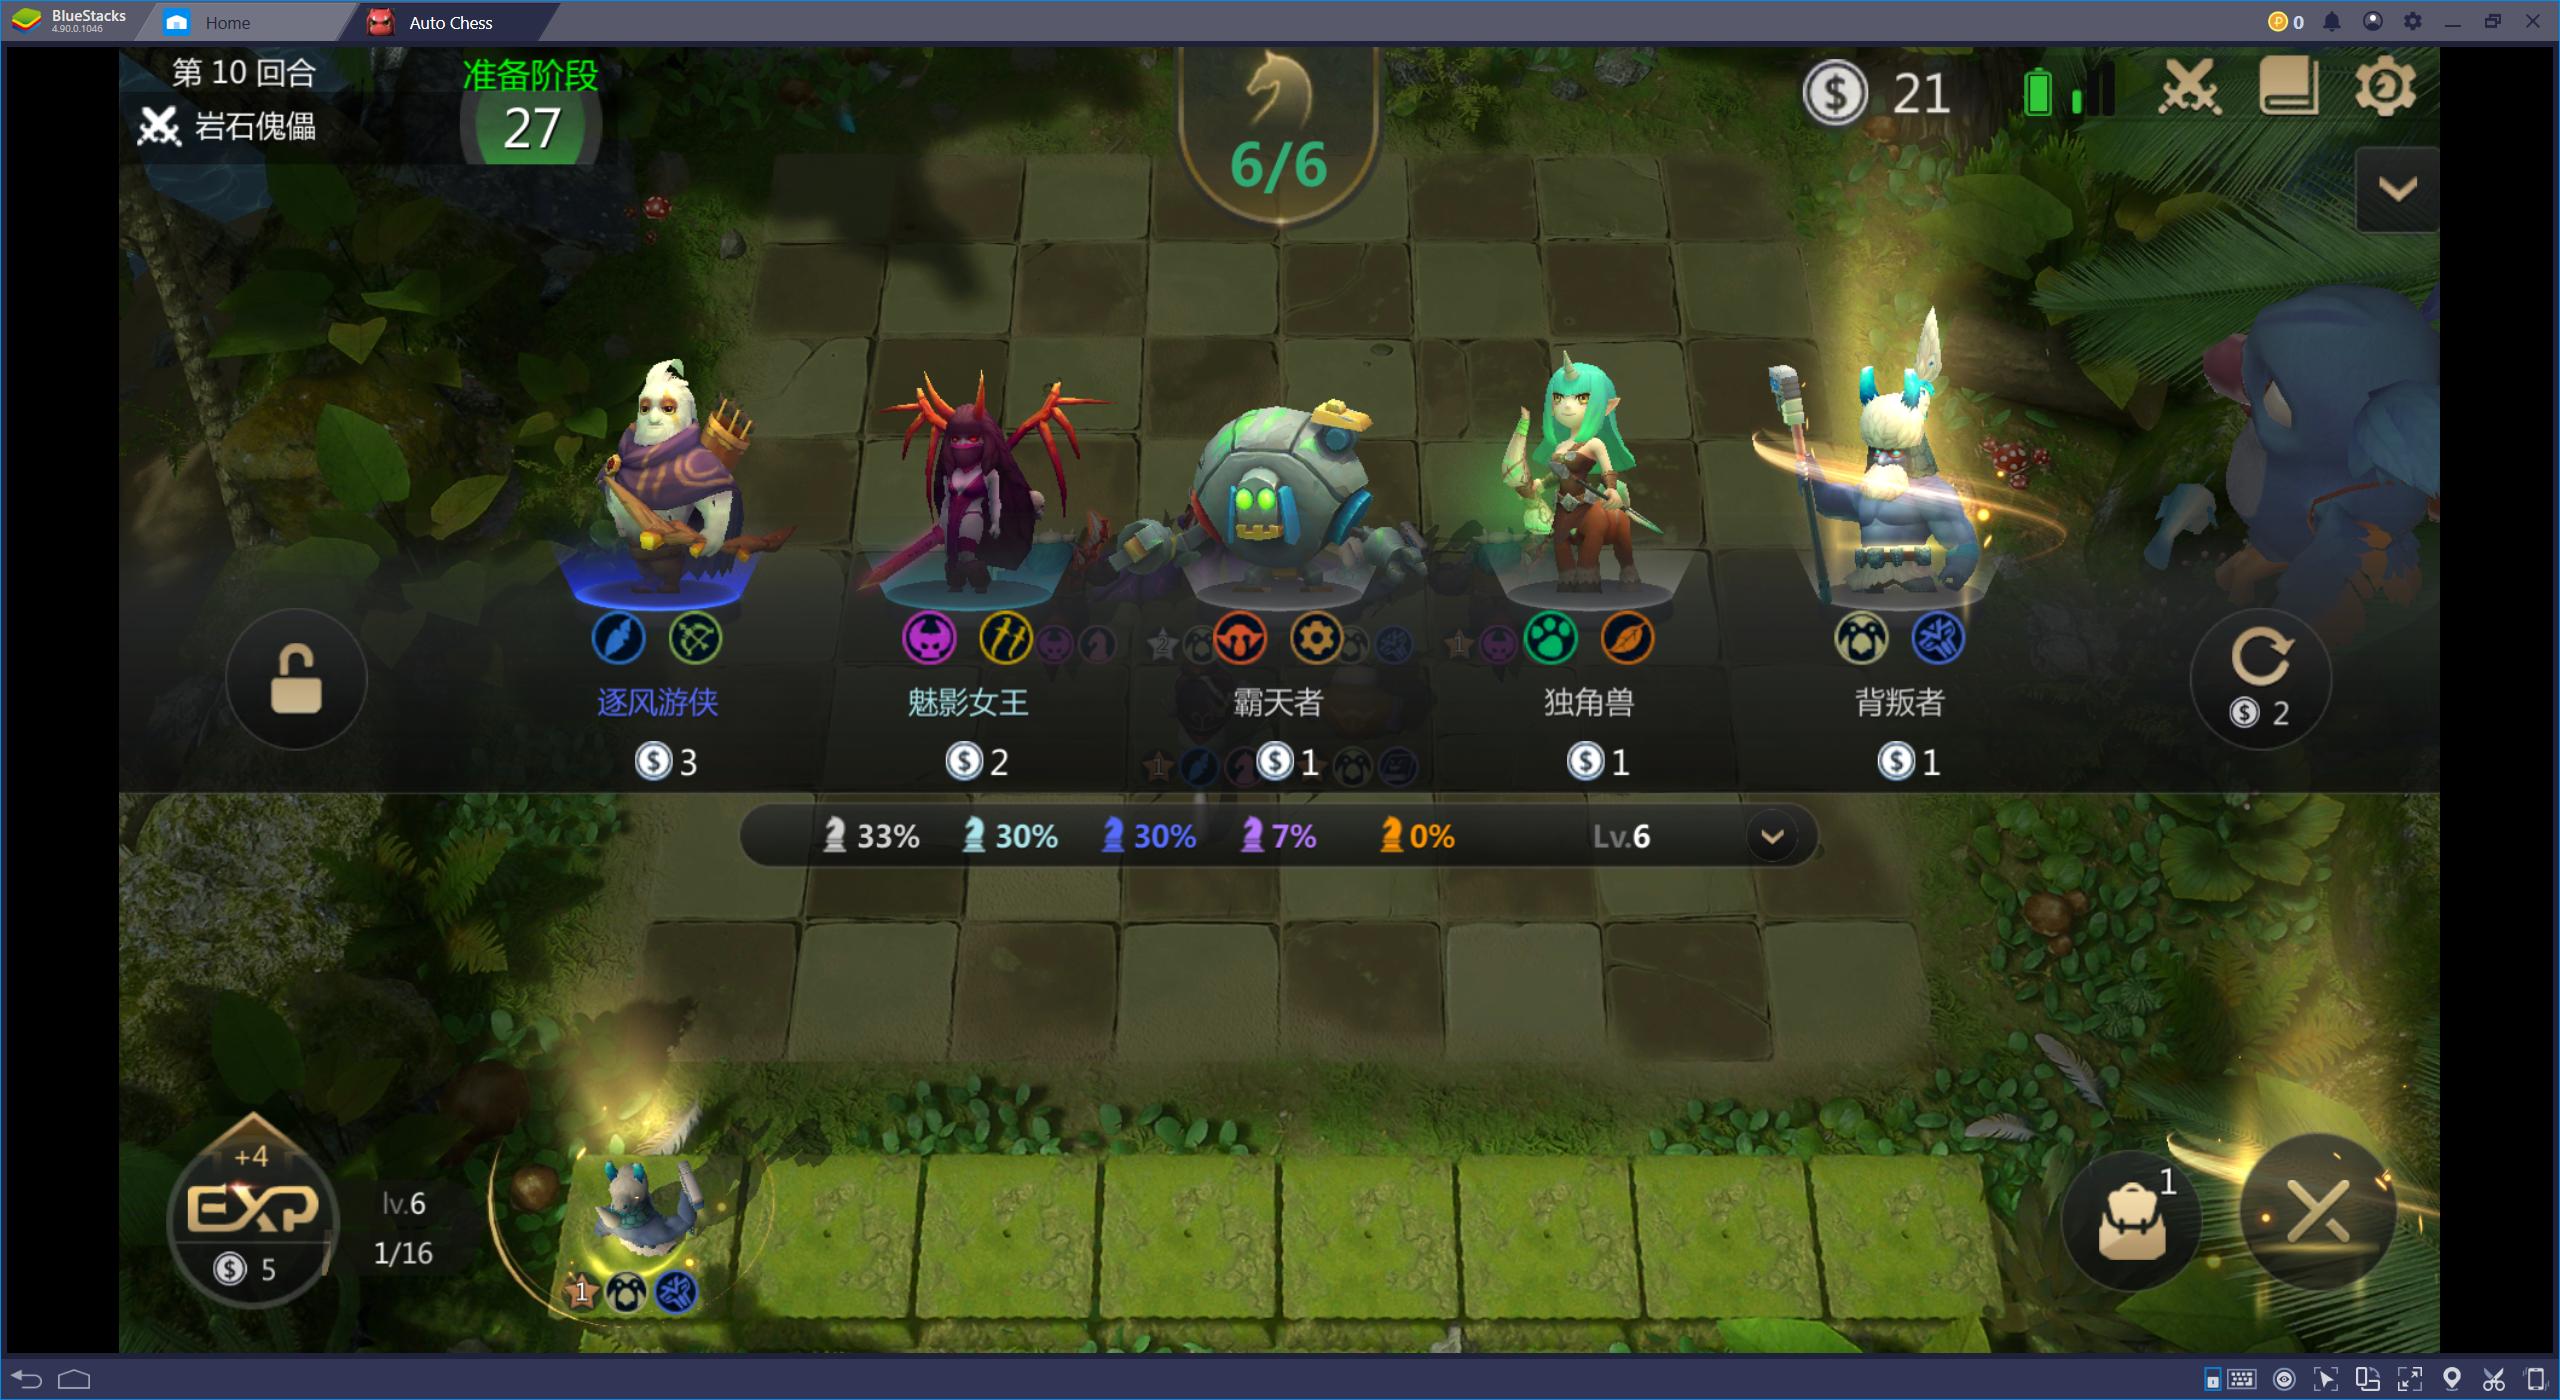 BlueStacks
4.90.0.1046
Home
Auto Chess
0
第 10 回合
岩石傀儡
准备阶段
27
6/6
21
逐风游侠
魅影女王
霸天者
独角兽
背叛者
3
2
1
1
1
2
33%
30%
30%
7%
0%
Lv.6
+4
EXP
5
lv.6
1/16
1
1